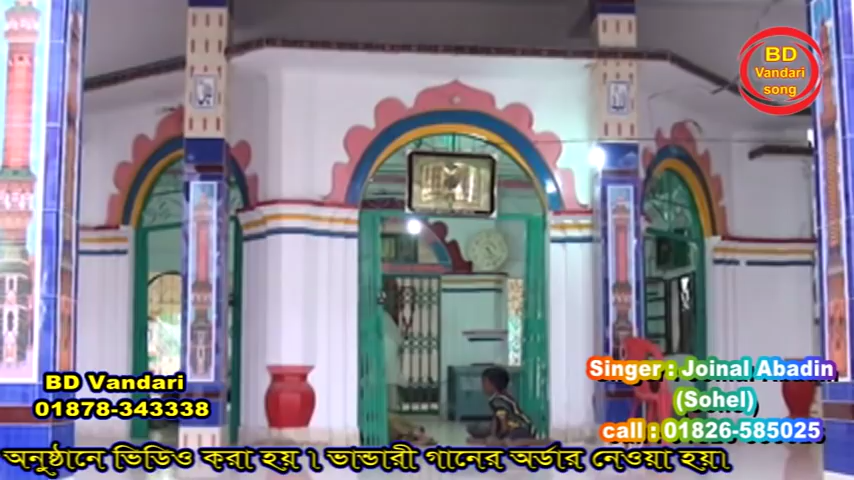 BD
Vandari
song
Singer : Joinal Abadin
(Sohel)
call : 01826-585025
BD Vandari
01878-343338
অনুষ্ঠানে ভিডিও করা হয় । ভান্ডারী গানের অর্ডার নেওয়া হয়।